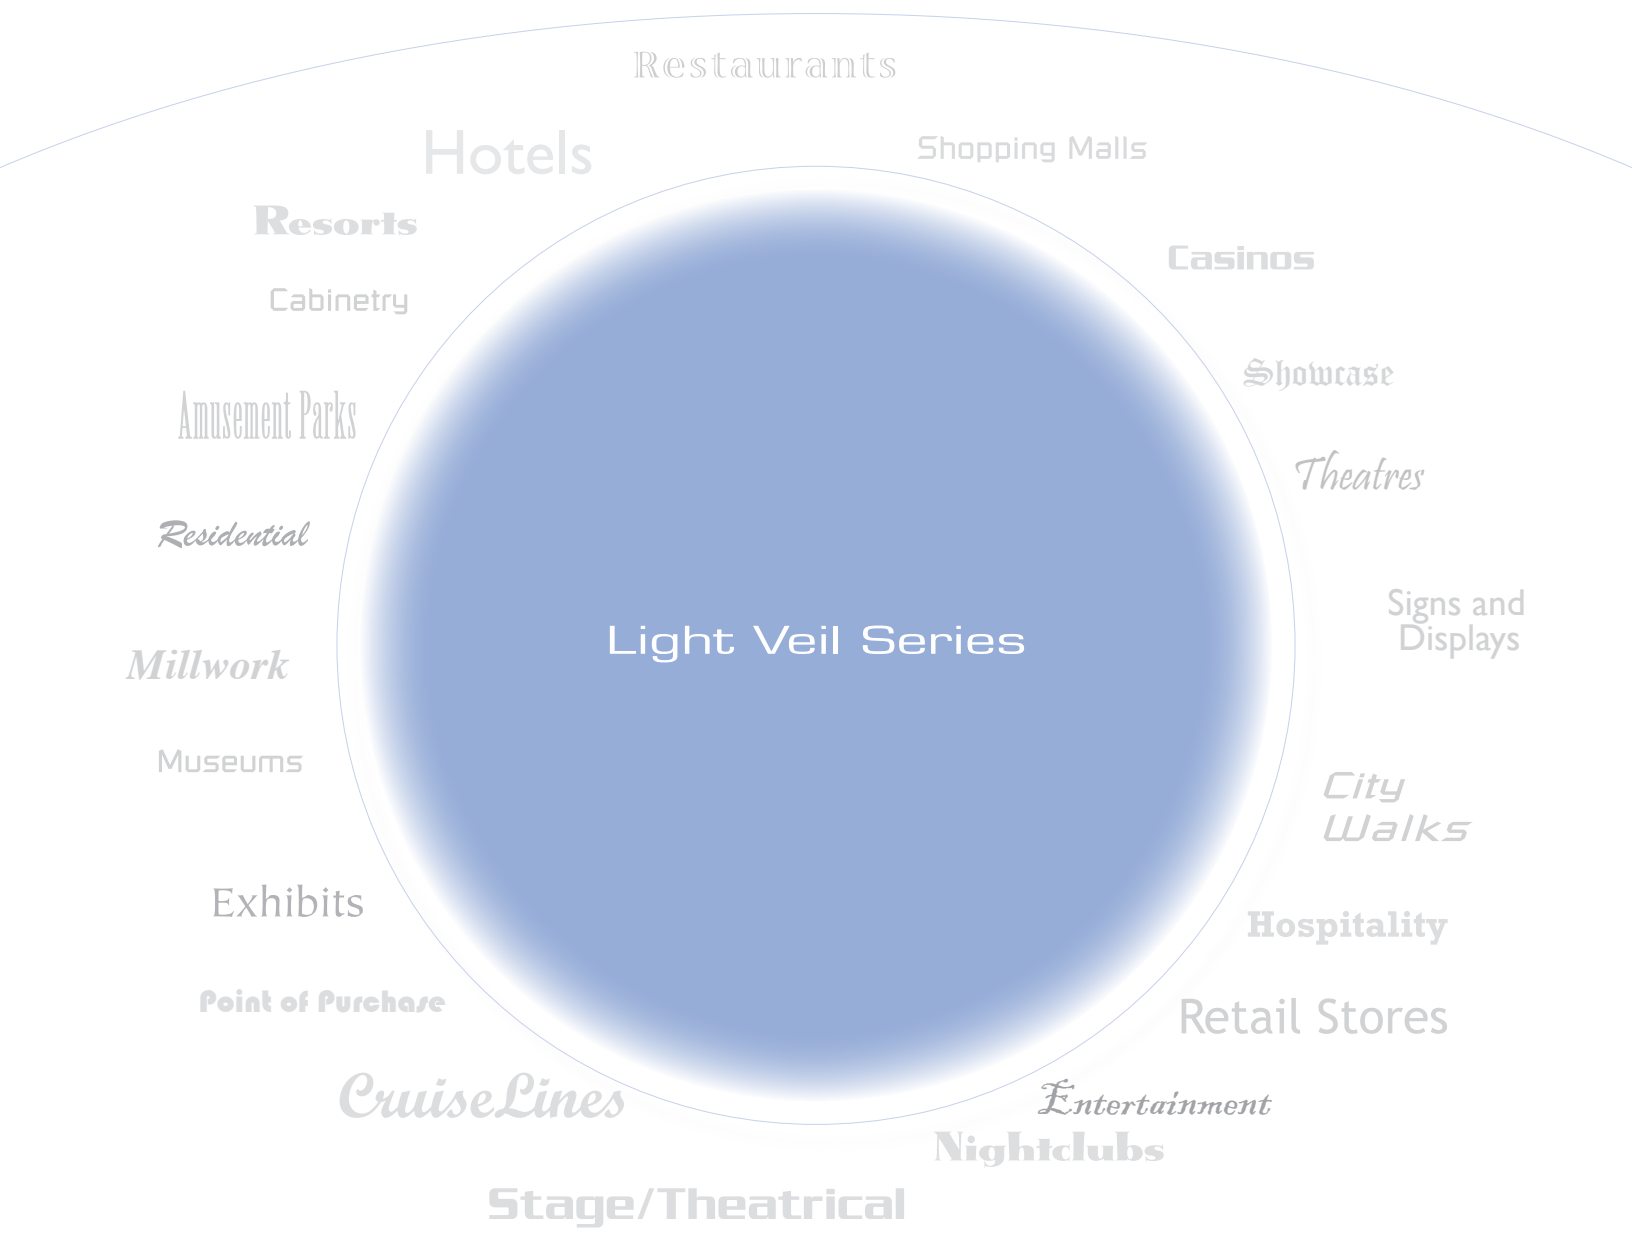 Restaurants
Hotels
Shopping Malls
Resorts
Casinos
Cabinetry
Showcase
Amusement Parks
Theatres
Residential
Signs and
Displays
Light Veil Series
Millwork
Museums
City
Walks
Exhibits
Hospitality
Point of Purchase
Retail Stores
CruiseLines
Entertainment
Nightclubs
Stage/Theatrical